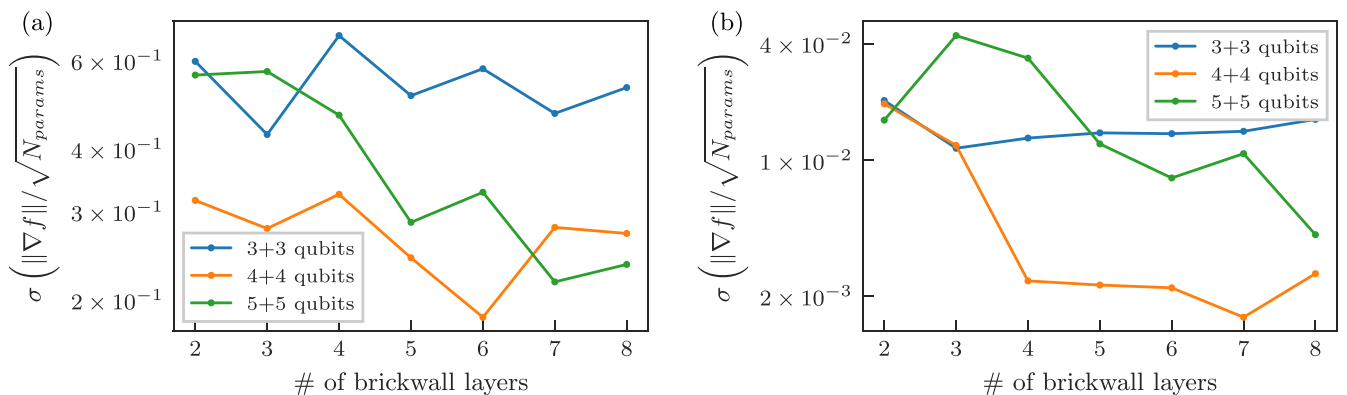 (a)
σ (‖∇f‖/√N_params)
6 × 10⁻¹
4 × 10⁻¹
3 × 10⁻¹
2 × 10⁻¹
3+3 qubits
4+4 qubits
5+5 qubits
2 3 4 5 6 7 8
# of brickwall layers
(b)
σ (‖∇f‖/√N_params)
4 × 10⁻²
1 × 10⁻²
2 × 10⁻³
3+3 qubits
4+4 qubits
5+5 qubits
2 3 4 5 6 7 8
# of brickwall layers